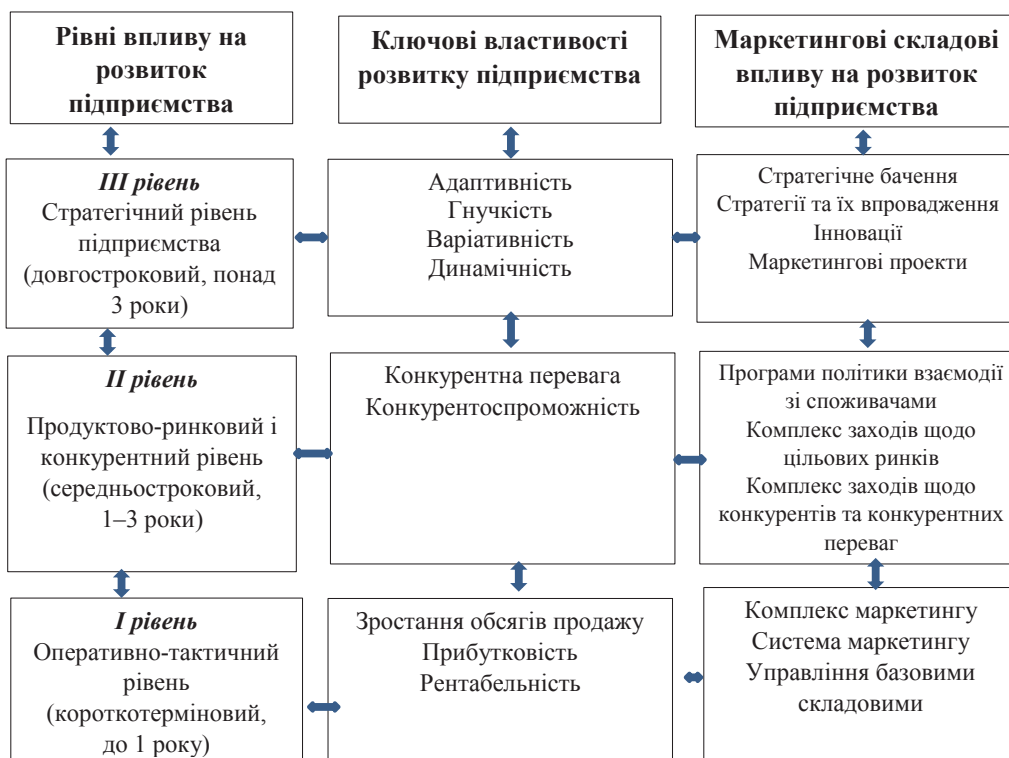 Рівні впливу на
розвиток
підприємства
Ключові властивості
розвитку підприємства
Маркетингові складові
впливу на розвиток
підприємства
III рівень
Стратегічний рівень
підприємства
(довгостроковий, понад
3 роки)
Адаптивність
Гнучкість
Варіативність
Динамічність
Стратегічне бачення
Стратегії та їх впровадження
Інновації
Маркетингові проекти
II рівень
Продуктово-ринковий і
конкурентний рівень
(середньостроковий,
1–3 роки)
Конкурентна перевага
Конкурентоспроможність
Програми політики взаємодії
зі споживачами
Комплекс заходів щодо
цільових ринків
Комплекс заходів щодо
конкурентів та конкурентних
переваг
I рівень
Оперативно-тактичний
рівень
(короткотерміновий,
до 1 року)
Зростання обсягів продажу
Прибутковість
Рентабельність
Комплекс маркетингу
Система маркетингу
Управління базовими
складовими